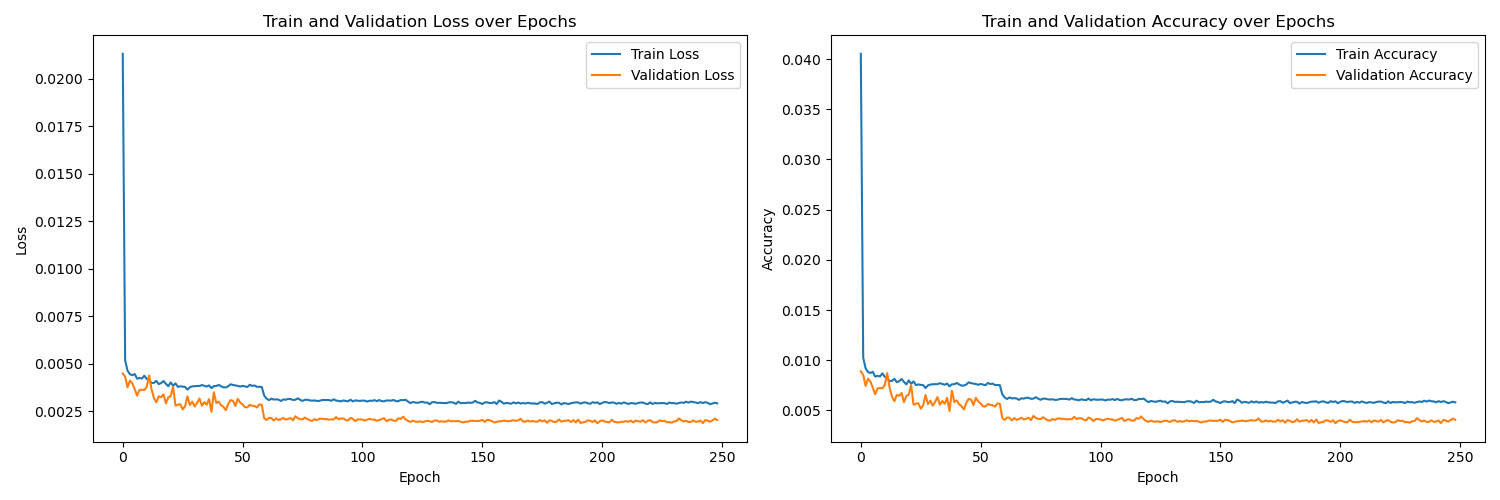 Train and Validation Loss over Epochs
Train Loss
Validation Loss
0.0200
0.0175
0.0150
0.0125
0.0100
0.0075
0.0050
0.0025
Loss
0 50 100 150 200 250
Epoch
Train and Validation Accuracy over Epochs
Train Accuracy
Validation Accuracy
0.040
0.035
0.030
0.025
0.020
0.015
0.010
0.005
Accuracy
0 50 100 150 200 250
Epoch